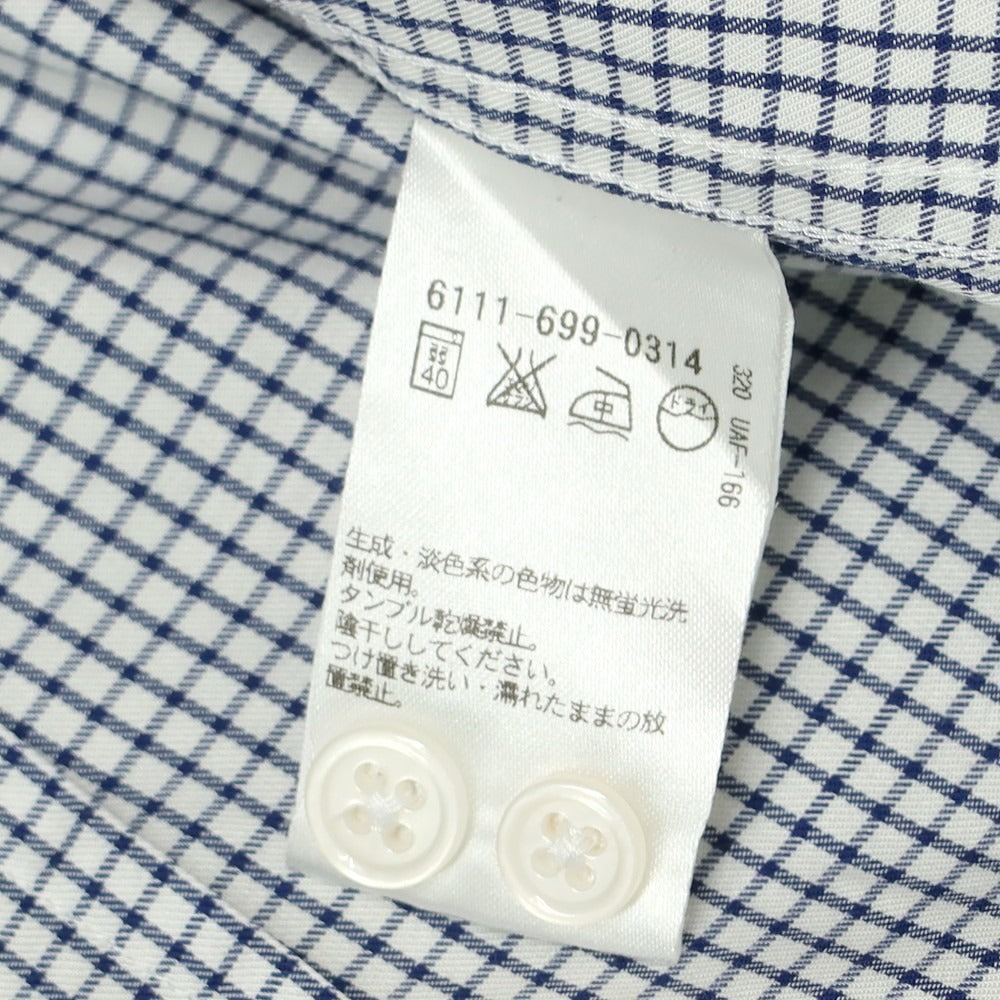 6111-699-0314
弱
40
エンソサラシ
中
ドライ
320 UAF-166
生成・淡色系の色物は無蛍光洗
剤使用。
タンブル乾燥禁止。
陰干ししてください。
つけ置き洗い・濡れたままの放
置禁止。